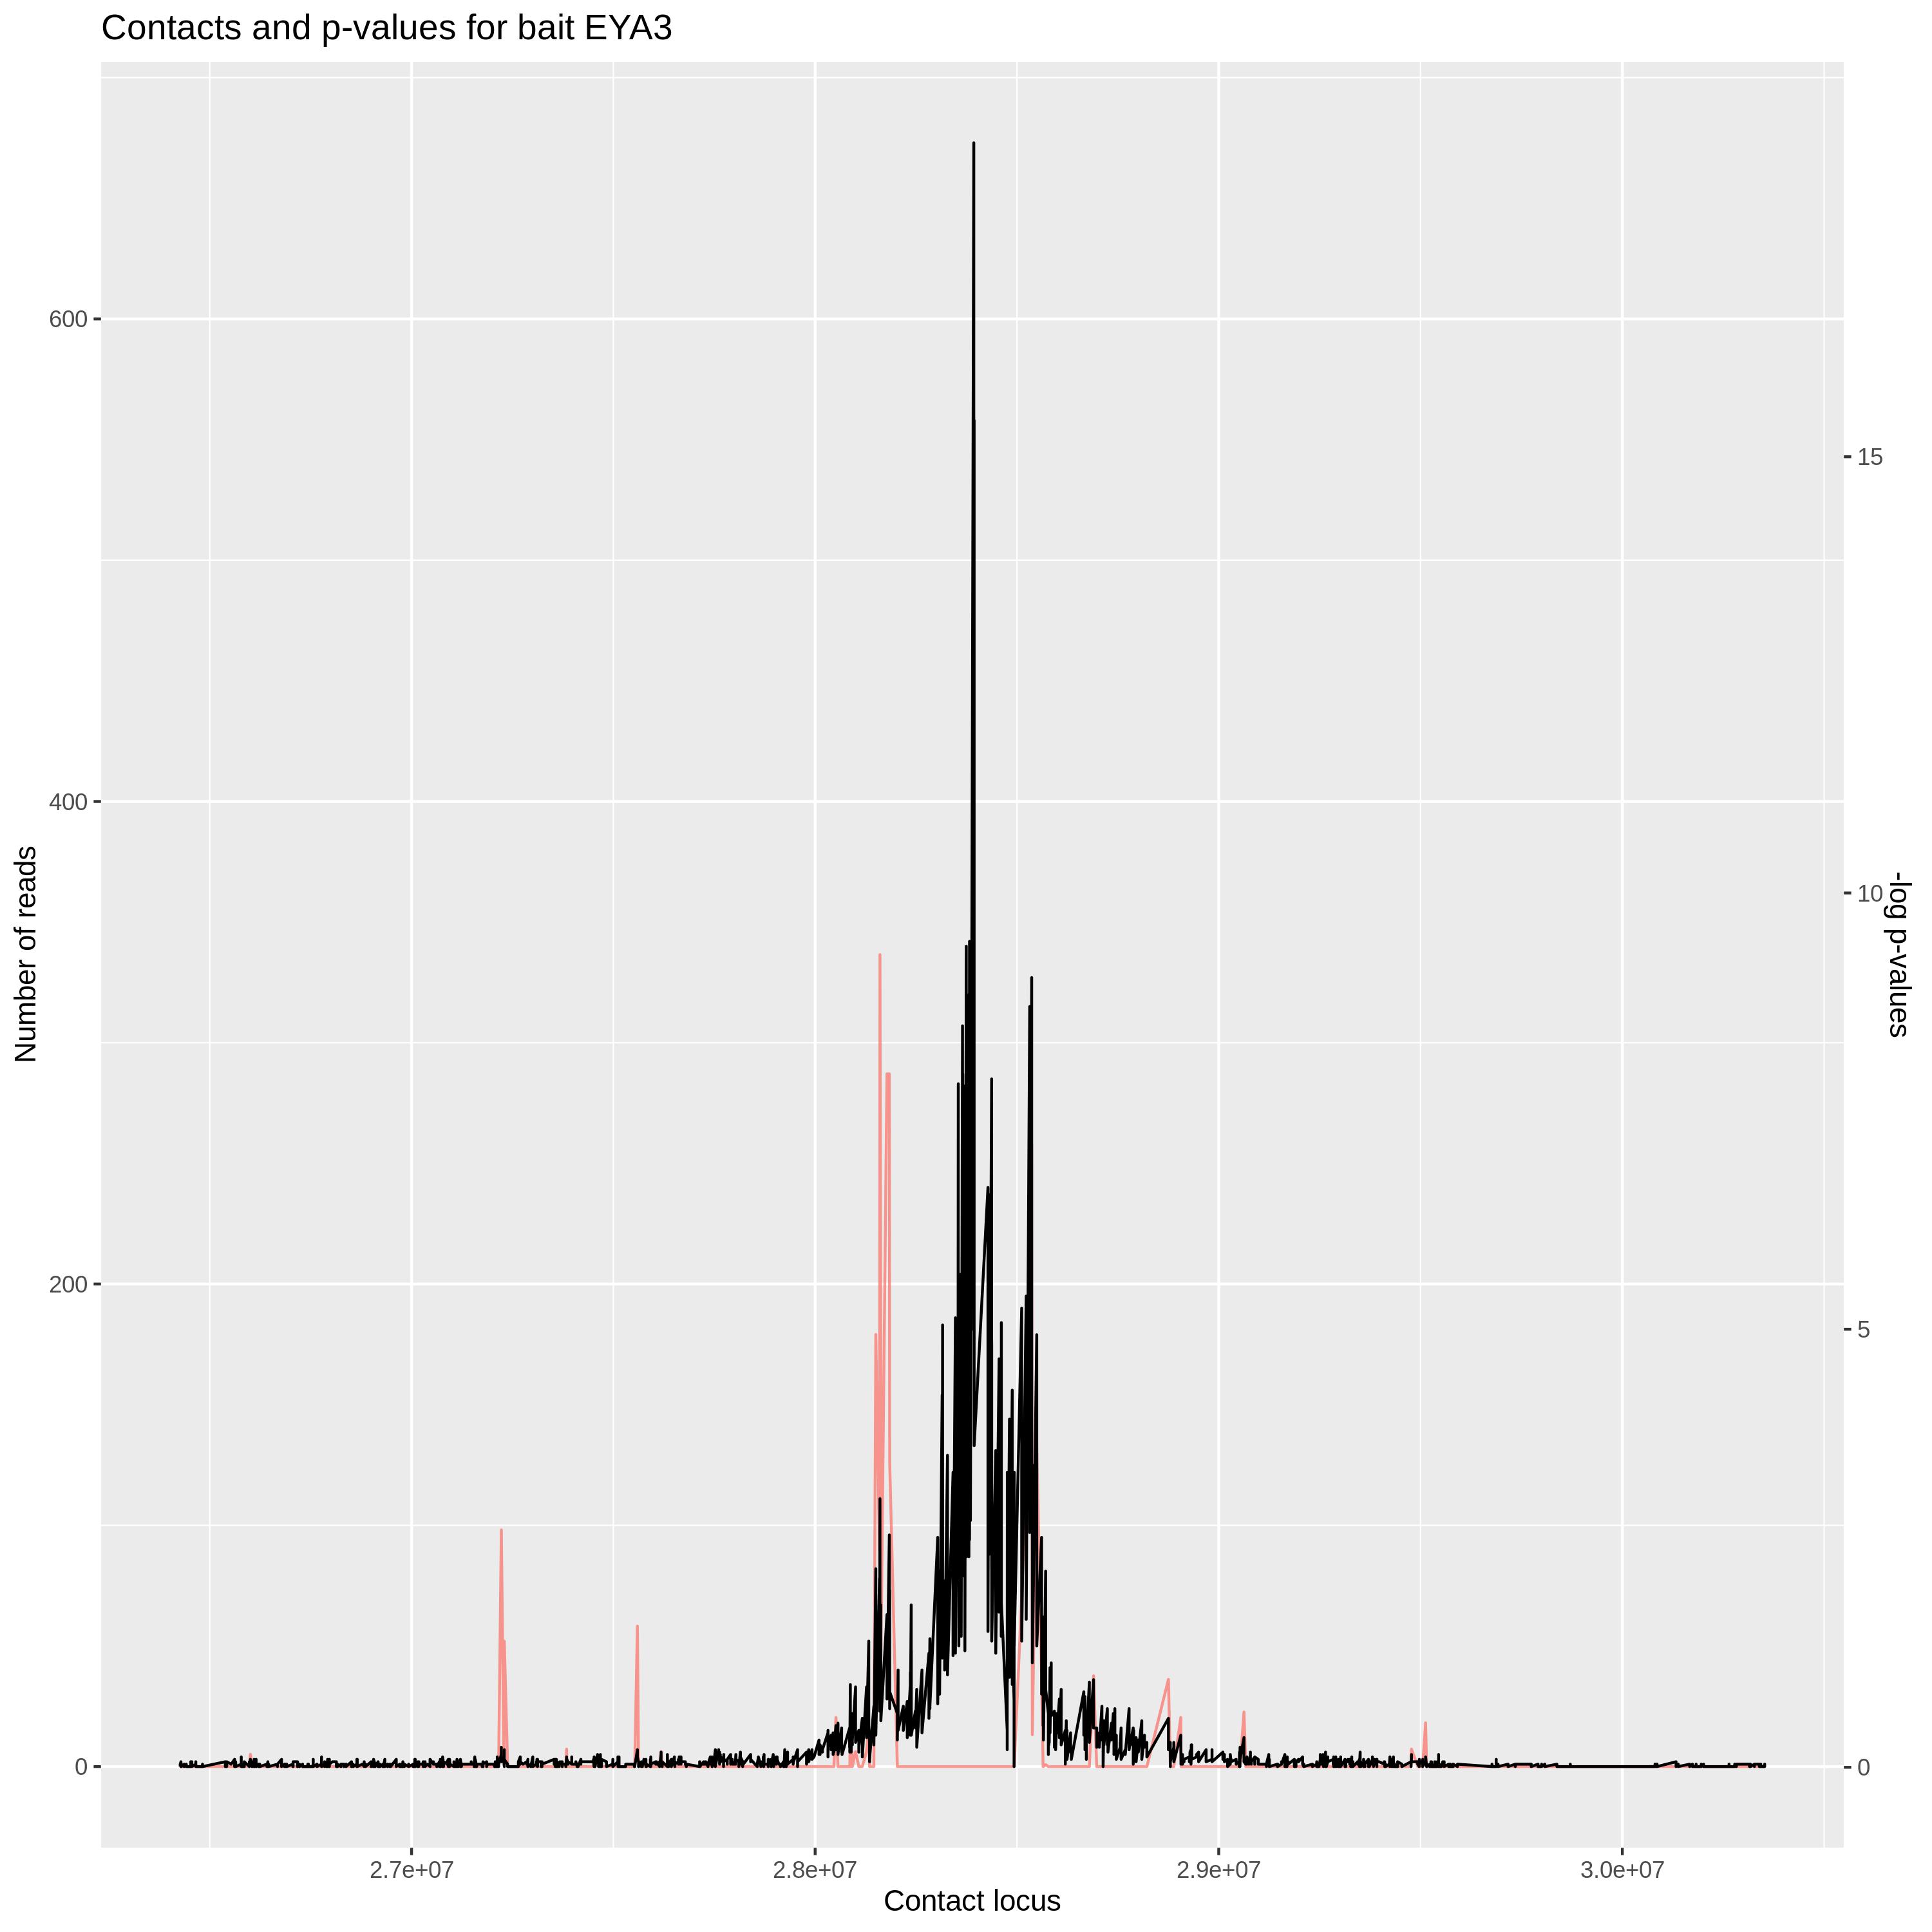 Contacts and p-values for bait EYA3
600
400
200
0
Number of reads
15
10
5
0
-log p-values
2.7e+07 2.8e+07 2.9e+07 3.0e+07
Contact locus